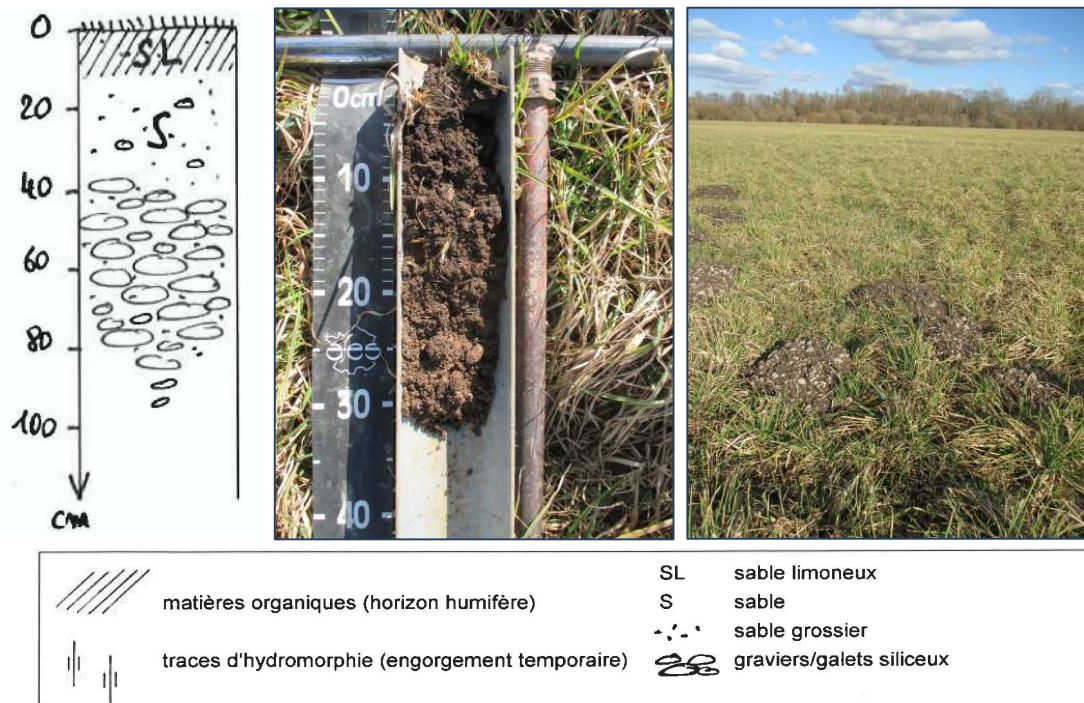 0
SL
20
S
40
60
80
100
cm
0cm
10
20
øes
30
40
matières organiques (horizon humifère)
traces d'hydromorphie (engorgement temporaire)
SL sable limoneux
S sable
sable grossier
graviers/galets siliceux